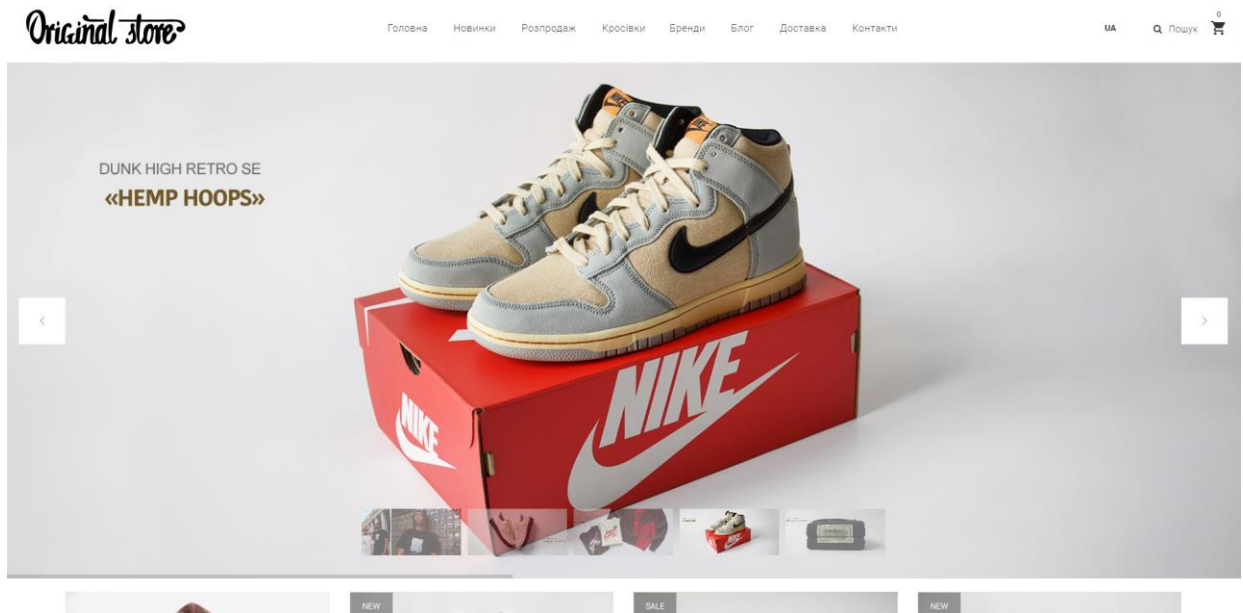 Original store
Головна Новинки Розпродаж Кросівки Бренди Блог Доставка Контакти
UA
Пошук
0
DUNK HIGH RETRO SE
«HEMP HOOPS»
NIKE
NIKE
NEW
SALE
NEW